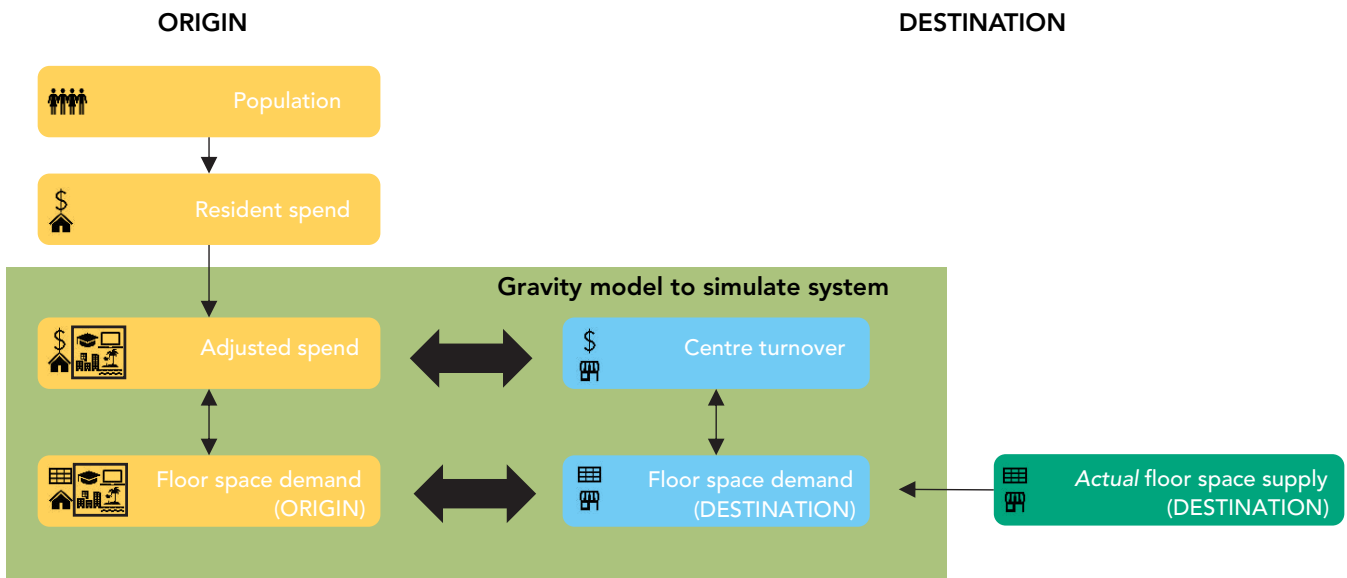 ORIGIN
DESTINATION
Population
$
Resident spend
Gravity model to simulate system
$
Adjusted spend
$
Centre turnover
Floor space demand
(ORIGIN)
Floor space demand
(DESTINATION)
Actual floor space supply
(DESTINATION)